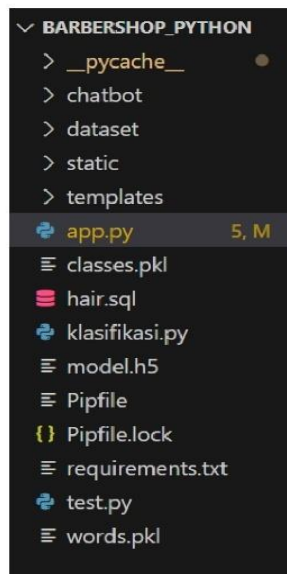 BARBERSHOP_PYTHON
__pycache__
chatbot
dataset
static
templates
app.py 5, M
classes.pkl
hair.sql
klasifikasi.py
model.h5
Pipfile
{} Pipfile.lock
requirements.txt
test.py
words.pkl